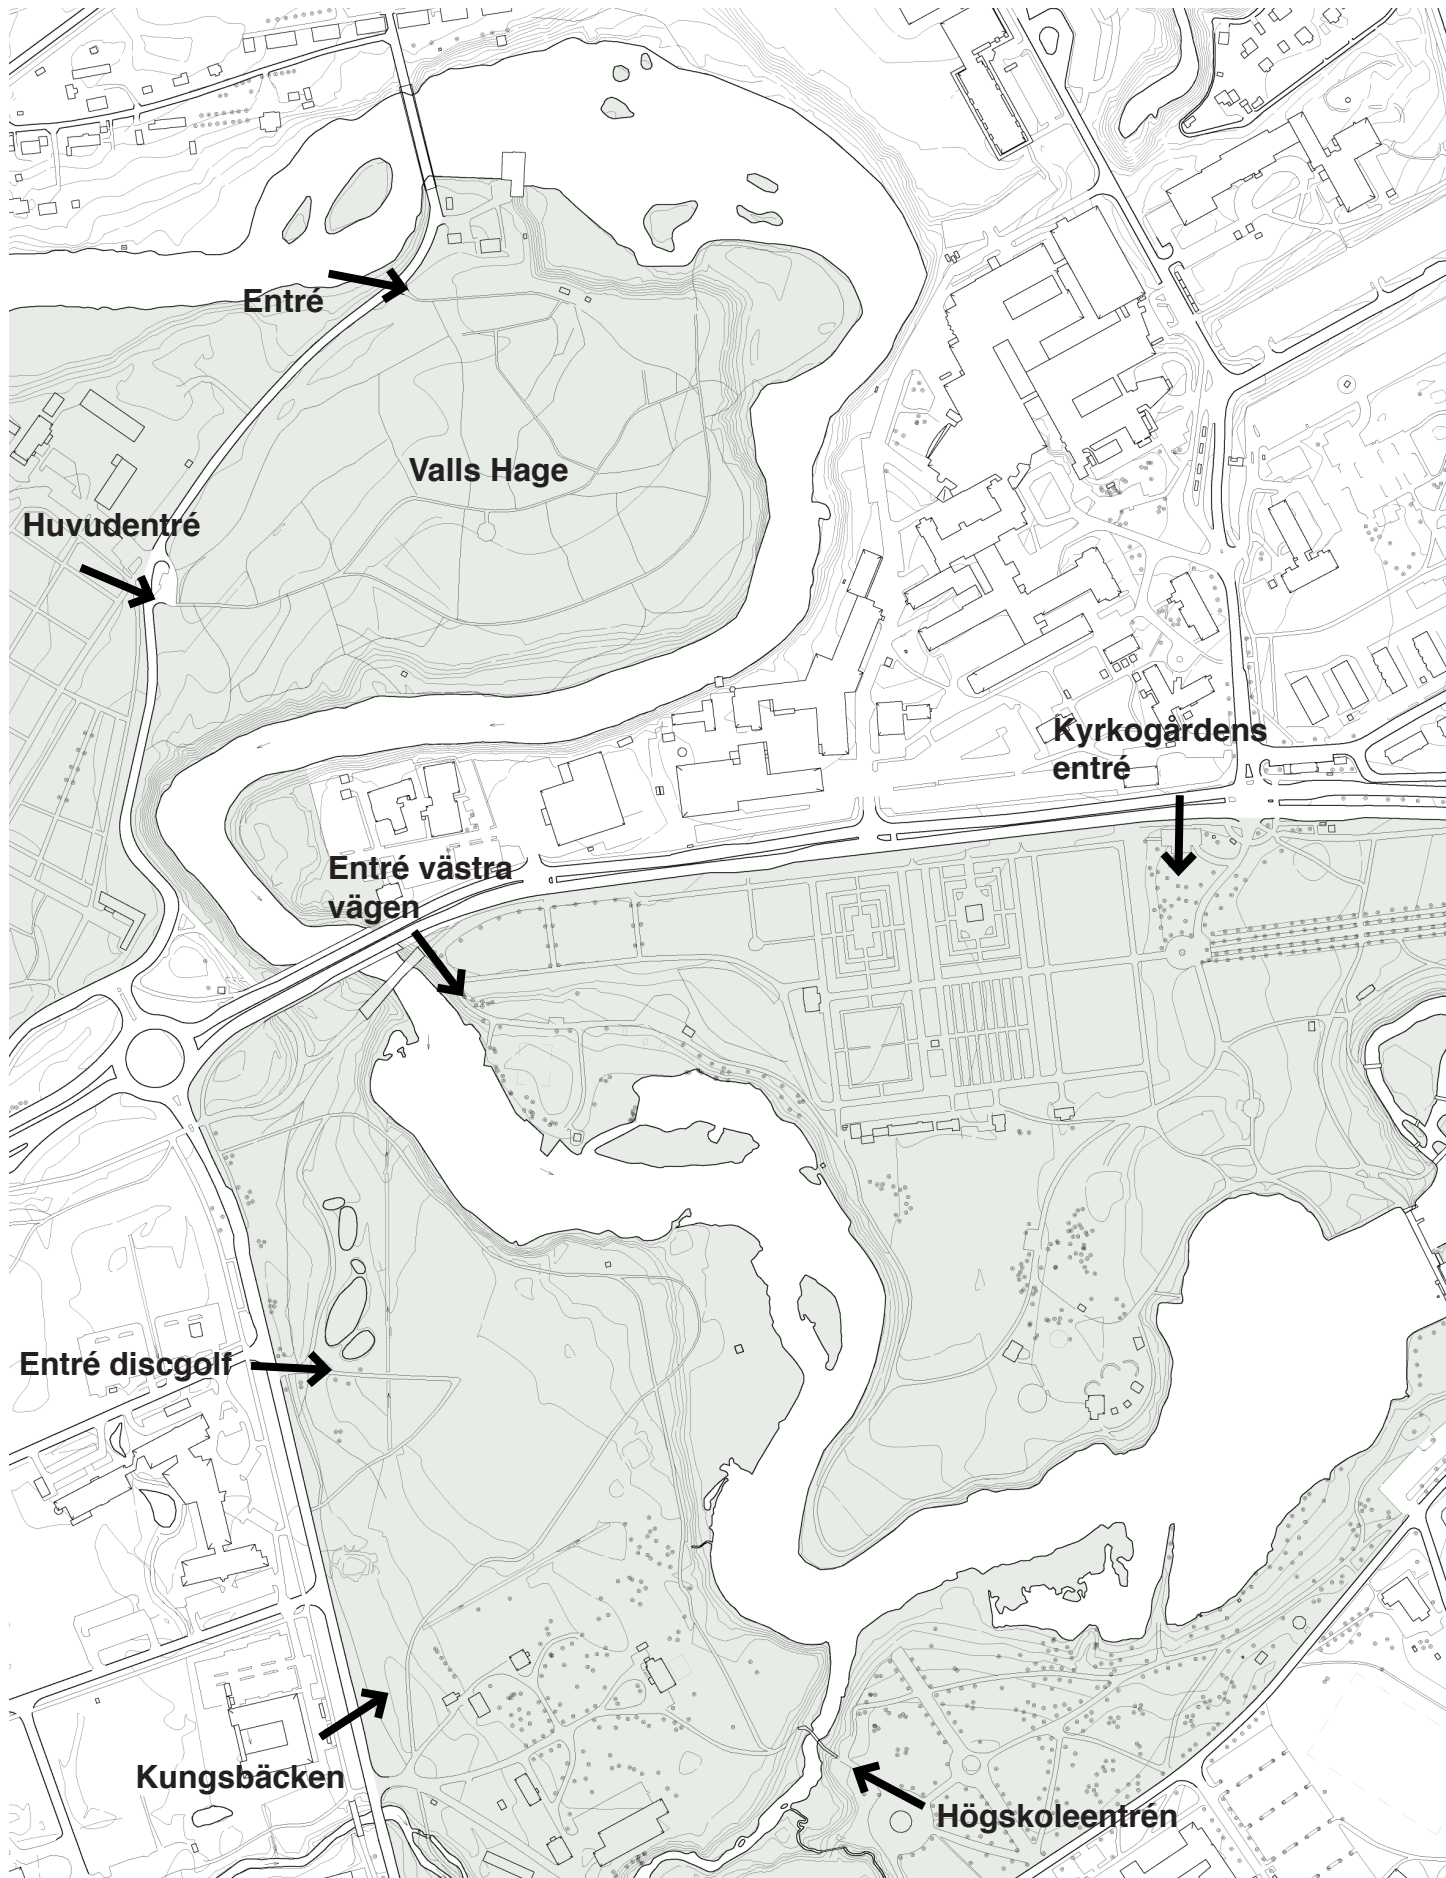 Entré
Valls Hage
Huvudentré
Kyrkogårdens
entré
Entré västra
vägen
Entré discgolf
Kungsbäcken
Högskoleentrén